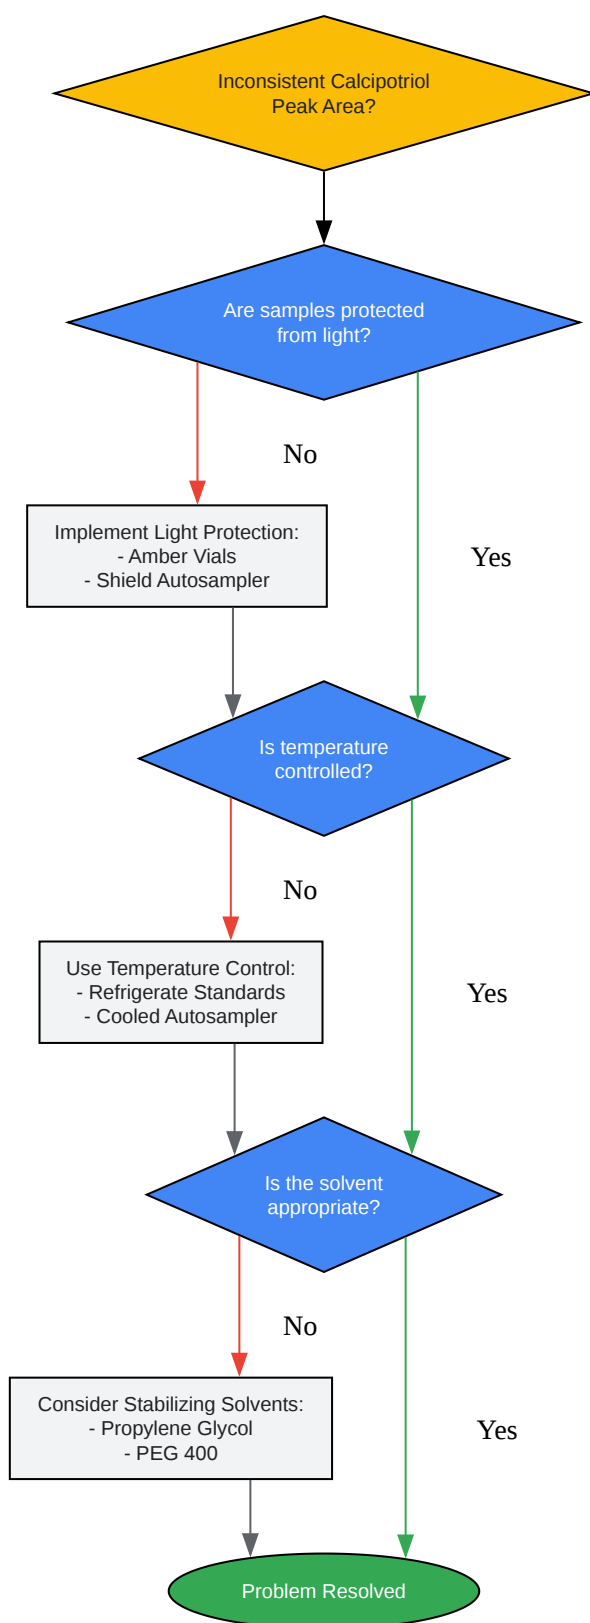 Inconsistent Calcipotriol
Peak Area?
Are samples protected
from light?
No
Implement Light Protection:
- Amber Vials
- Shield Autosampler
Yes
Is temperature
controlled?
No
Use Temperature Control:
- Refrigerate Standards
- Cooled Autosampler
Yes
Is the solvent
appropriate?
No
Consider Stabilizing Solvents:
- Propylene Glycol
- PEG 400
Yes
Problem Resolved